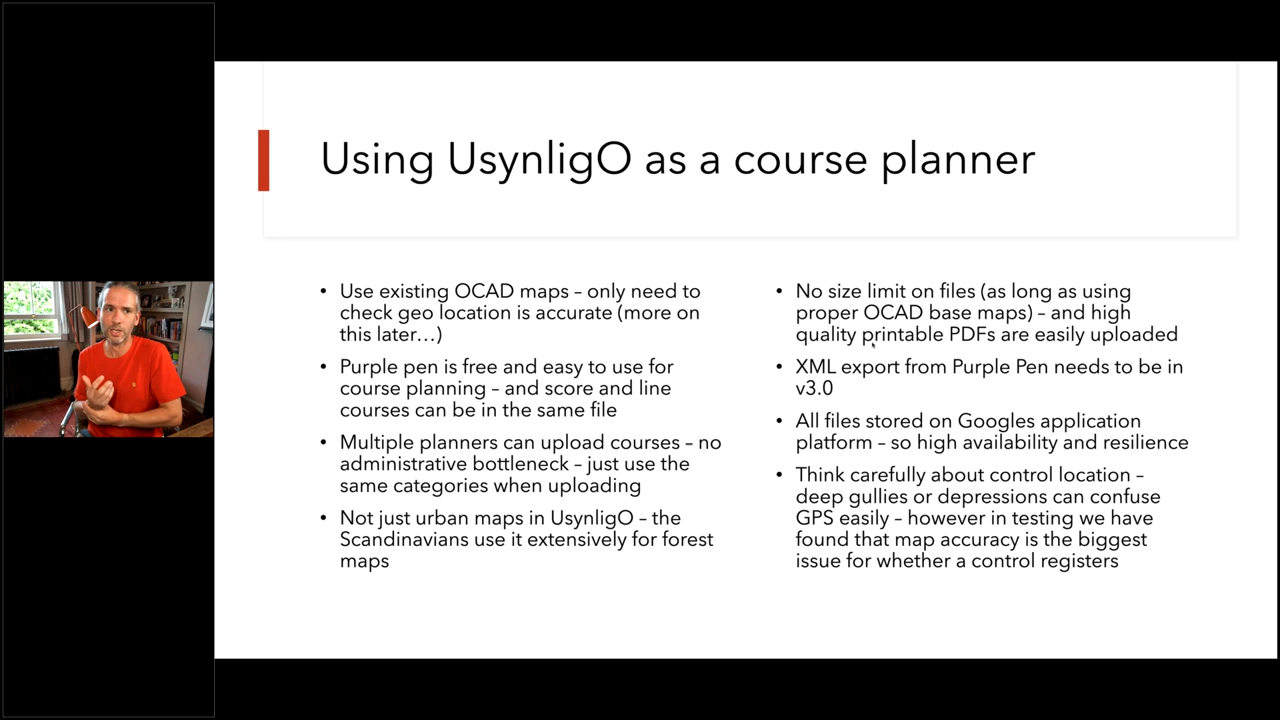 Using UsynligO as a course planner
• Use existing OCAD maps – only need to
check geo location is accurate (more on
this later…)
• Purple pen is free and easy to use for
course planning – and score and line
courses can be in the same file
• Multiple planners can upload courses – no
administrative bottleneck – just use the
same categories when uploading
• Not just urban maps in UsynligO – the
Scandinavians use it extensively for forest
maps
• No size limit on files (as long as using
proper OCAD base maps) – and high
quality printable PDFs are easily uploaded
• XML export from Purple Pen needs to be in
v3.0
• All files stored on Googles application
platform – so high availability and resilience
• Think carefully about control location –
deep gullies or depressions can confuse
GPS easily – however in testing we have
found that map accuracy is the biggest
issue for whether a control registers